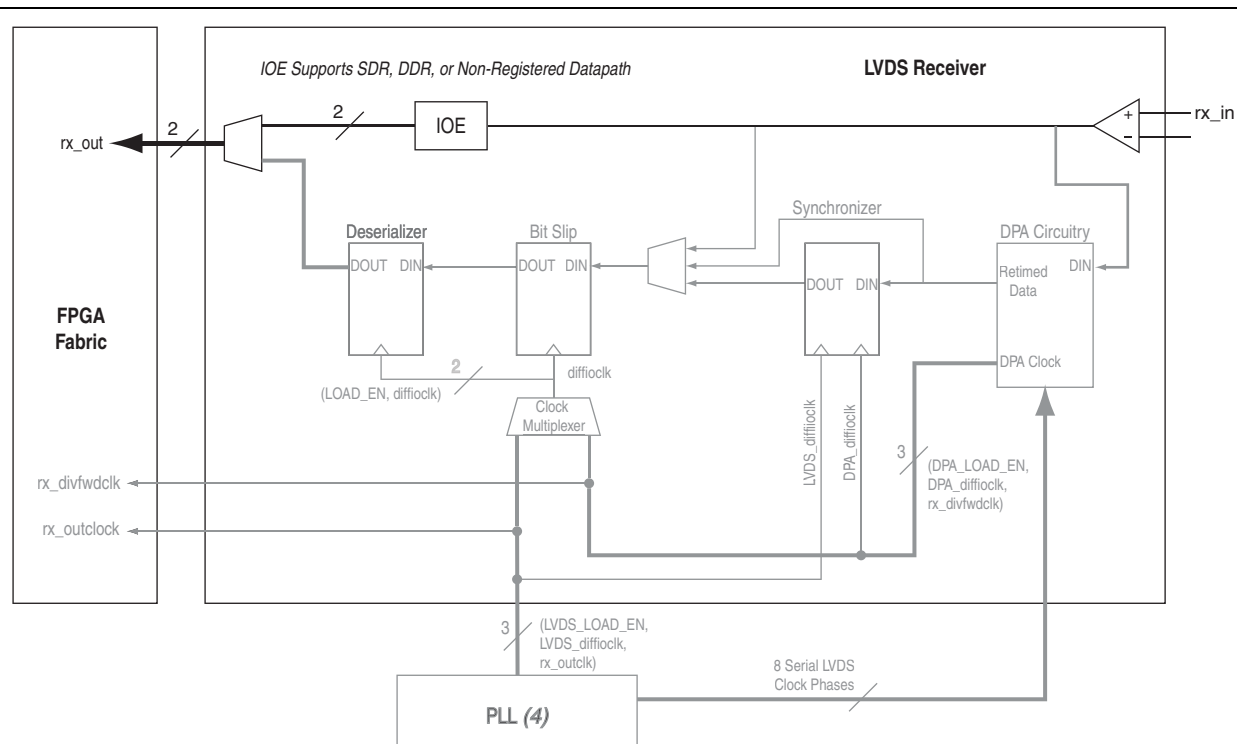 IOE Supports SDR, DDR, or Non-Registered Datapath
LVDS Receiver
2
2
IOE
+
–
rx_in
rx_out
Synchronizer
Deserializer
Bit Slip
DPA Circuitry
DOUT DIN
DOUT DIN
DOUT DIN
DIN
Retimed
Data
FPGA
Fabric
DPA Clock
2
(LOAD_EN, diffioclk)
diffioclk
Clock
Multiplexer
LVDS_diffiioclk
DPA_diffioclk
3
(DPA_LOAD_EN,
DPA_diffioclk,
rx_divfwdclk)
rx_divfwdclk
rx_outclock
3
(LVDS_LOAD_EN,
LVDS_diffioclk,
rx_outclk)
8 Serial LVDS
Clock Phases
PLL (4)